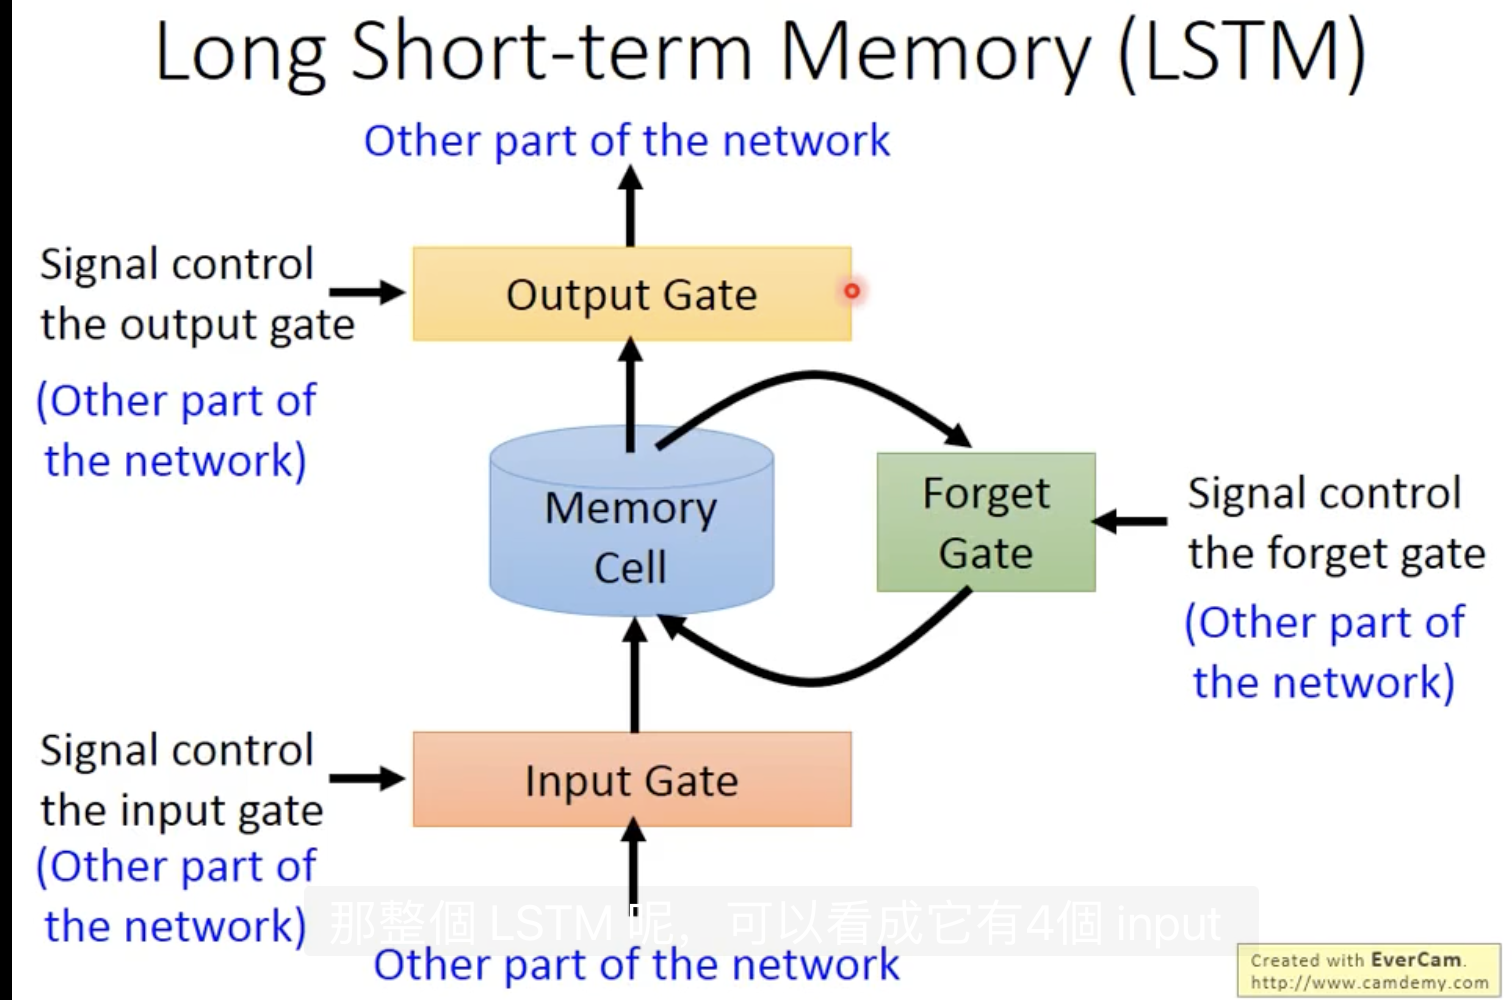 Long Short-term Memory (LSTM)
Other part of the network
Signal control
the output gate
(Other part of
the network)
Output Gate
Memory
Cell
Forget
Gate
Signal control
the forget gate
(Other part of
the network)
Signal control
the input gate
(Other part of
the network)
Input Gate
那整個 LSTM 呢, 可以看成它有4個 input
Other part of the network
Created with EverCam.
http://www.camdemy.com